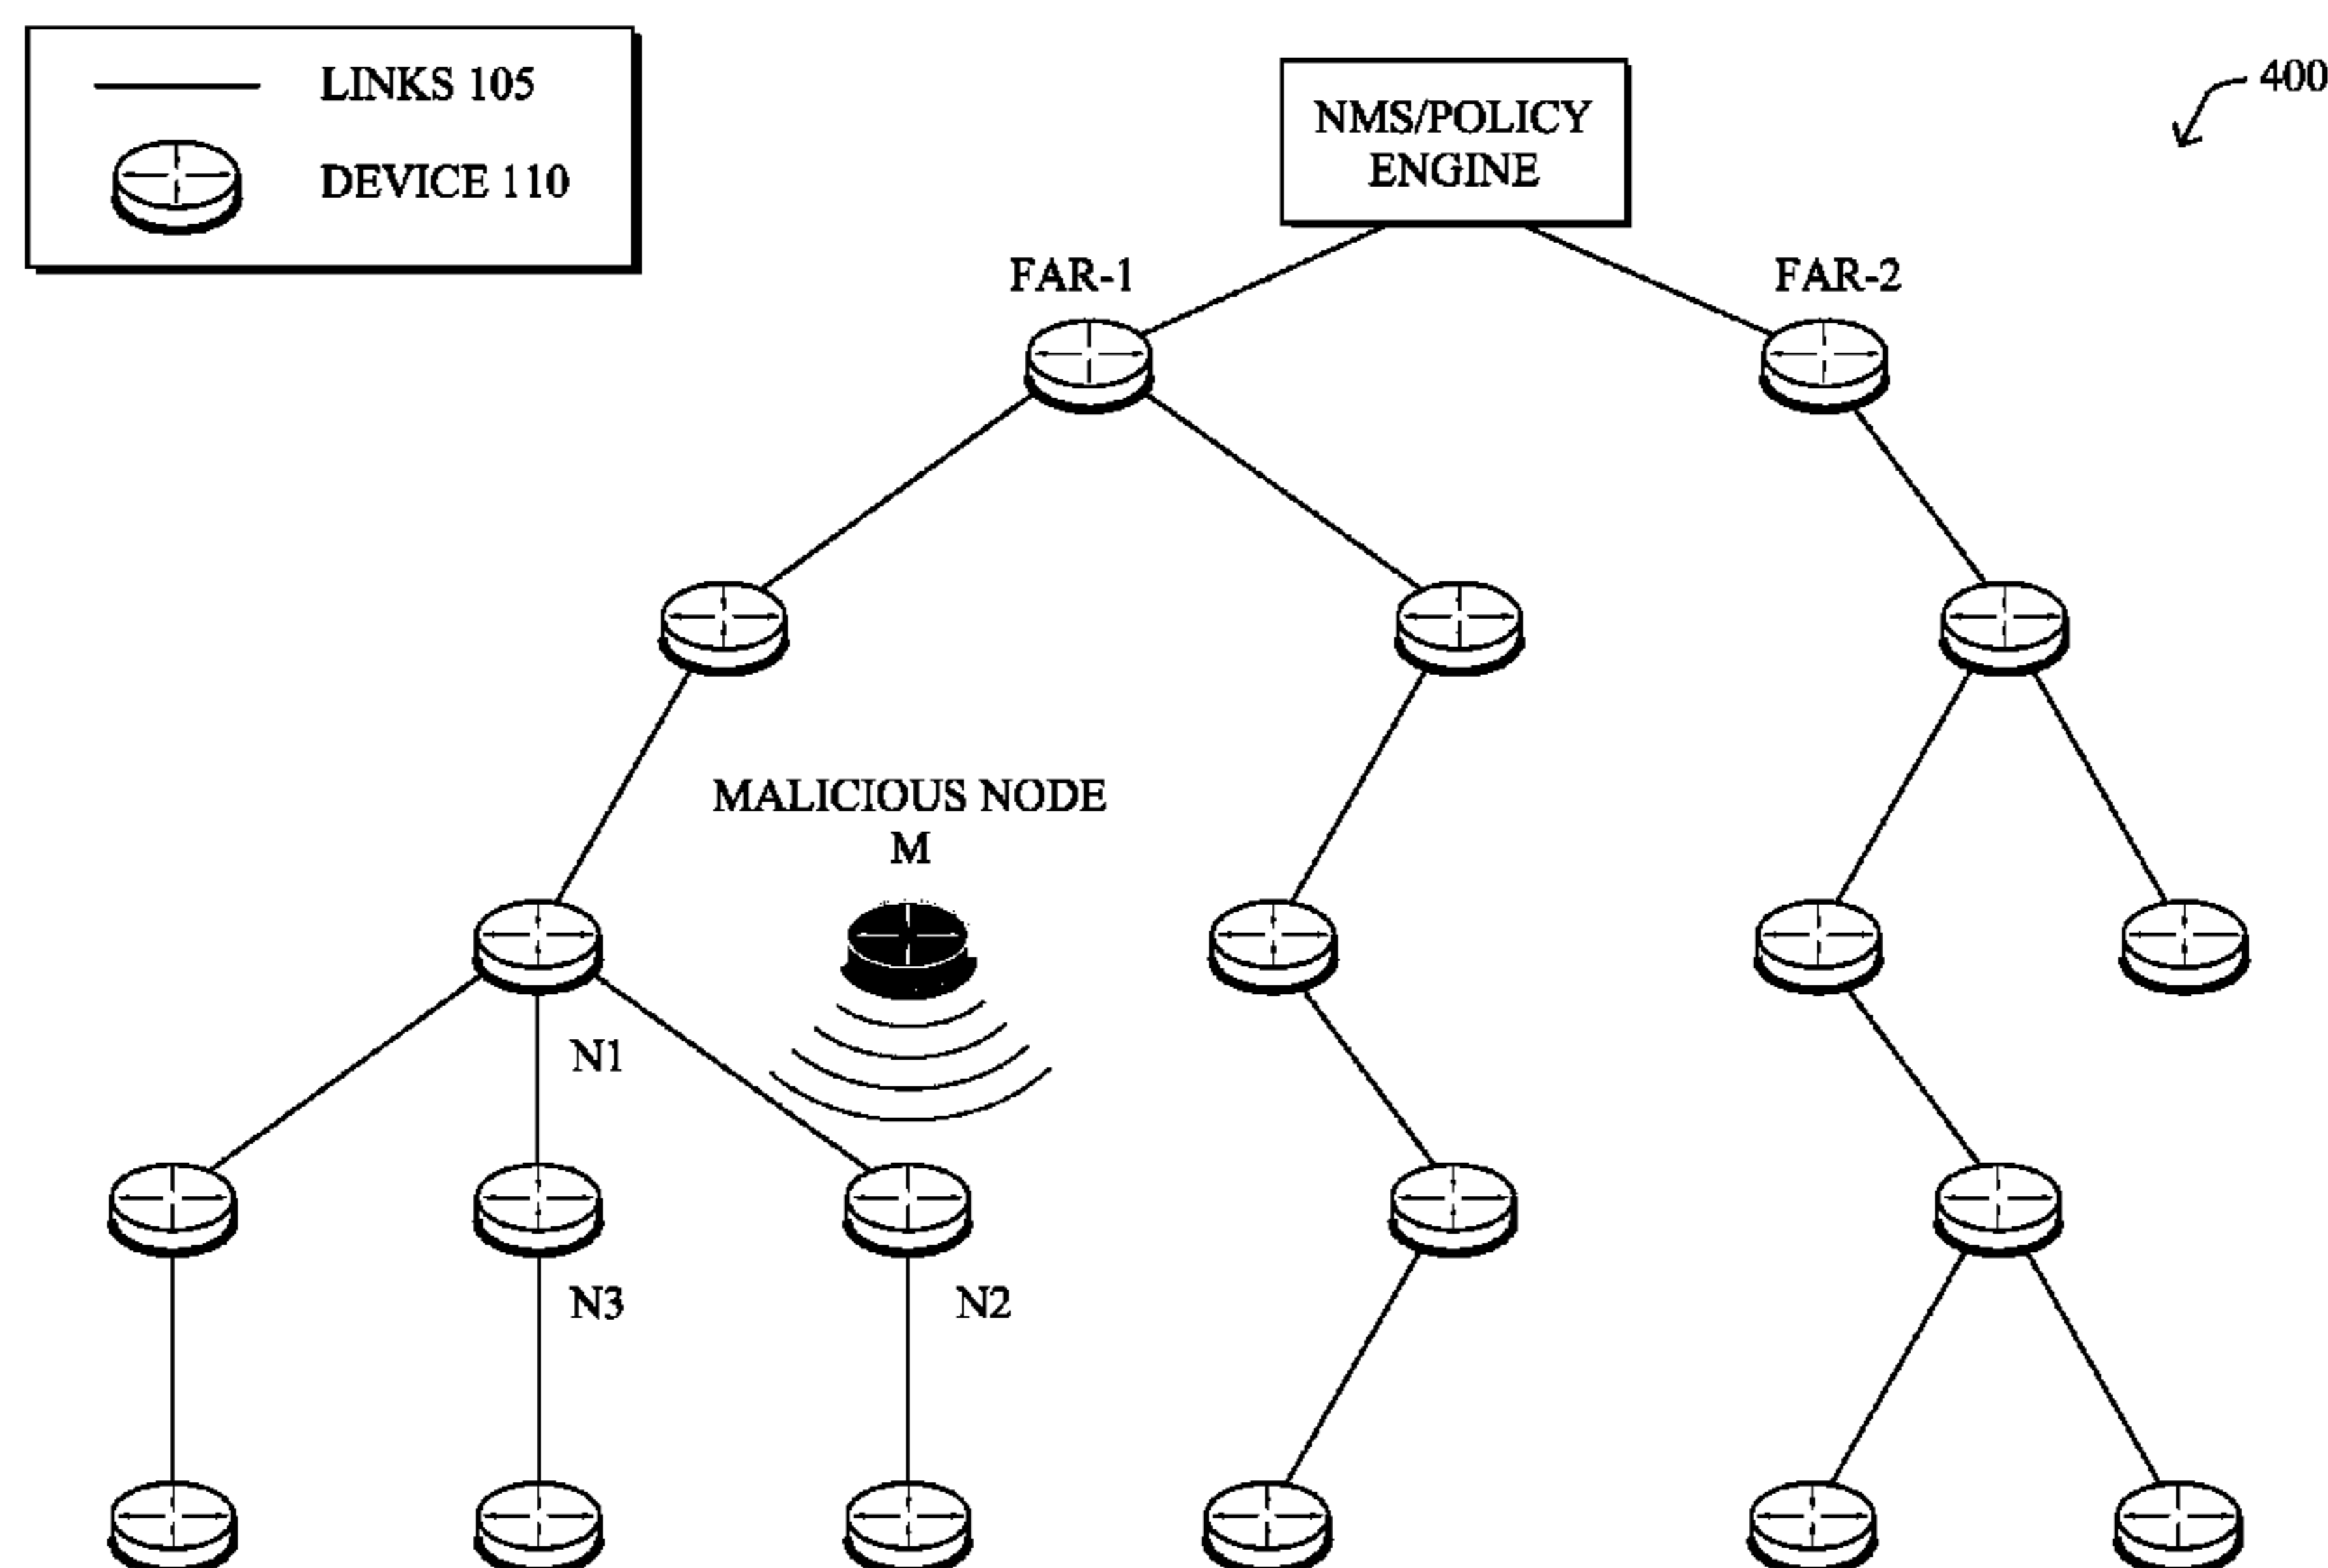 LINKS 105
DEVICE 110
NMS/POLICY
ENGINE
400
FAR-1
FAR-2
MALICIOUS NODE
M
N1
N3
N2